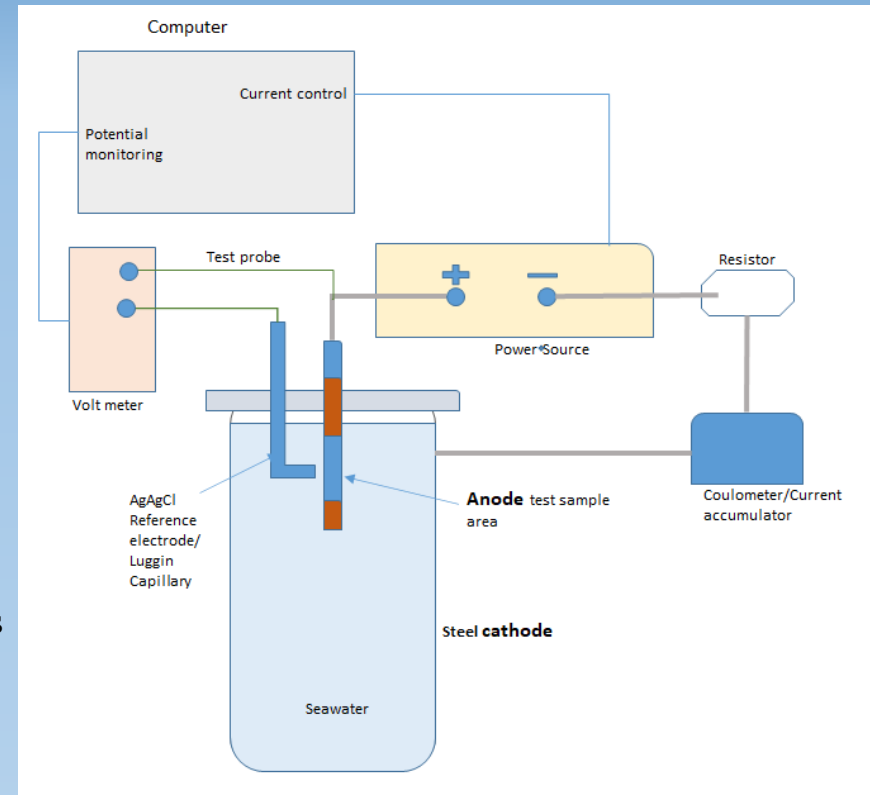 Computer
Current control
Potential
monitoring
Test probe
Resistor
+
−
Power Source
Volt meter
AgAgCl
Reference
electrode/
Luggin
Capillary
Anode test sample
area
Coulometer/Current
accumulator
Steel cathode
s
Seawater